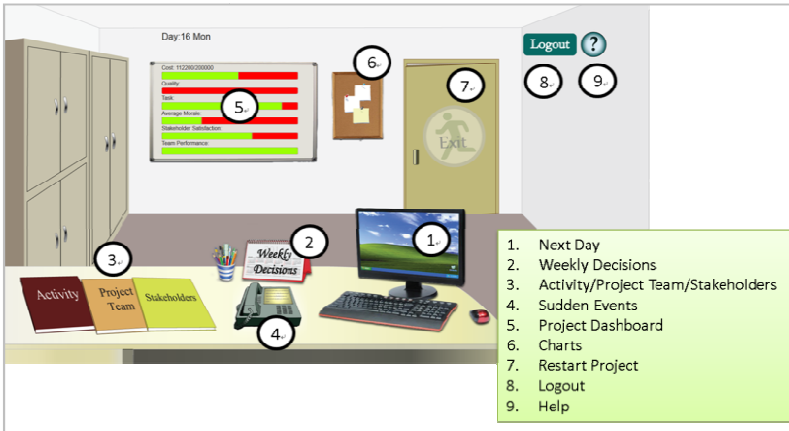 Day:16 Mon
Cost: 112280/200000
Quality:
Task:
Average Morale:
Stakeholder Satisfaction
Team Performance:
5
6
7
Exit
Logout
?
8
9
1
2
Weekly
Decisions
3
Activity
Project
Team
Stakeholders
4
1. Next Day
2. Weekly Decisions
3. Activity/Project Team/Stakeholders
4. Sudden Events
5. Project Dashboard
6. Charts
7. Restart Project
8. Logout
9. Help